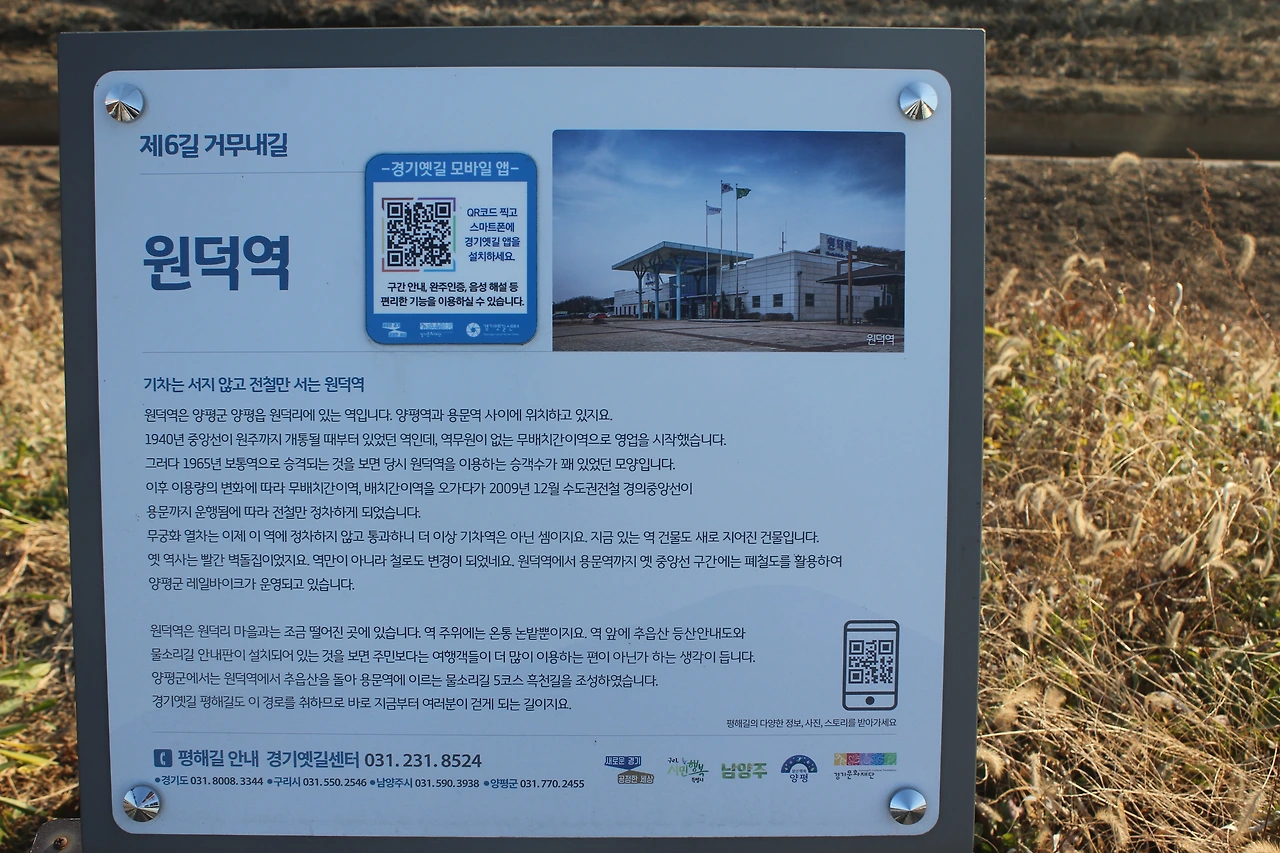 제6길 거무내길
원덕역
-경기옛길 모바일 앱-
QR코드 찍고
스마트폰에
경기옛길 앱을
설치하세요.
구간 안내, 완주인증, 음성 해설 등
편리한 기능을 이용하실 수 있습니다.
원덕역
원덕역
기차는 서지 않고 전철만 서는 원덕역
원덕역은 양평군 양평읍 원덕리에 있는 역입니다. 양평역과 용문역 사이에 위치하고 있지요.
1940년 중앙선이 원주까지 개통될 때부터 있었던 역인데, 역무원이 없는 무배치간이역으로 영업을 시작했습니다.
그러다 1965년 보통역으로 승격되는 것을 보면 당시 원덕역을 이용하는 승객수가 꽤 있었던 모양입니다.
이후 이용량의 변화에 따라 무배치간이역, 배치간이역을 오가다가 2009년 12월 수도권전철 경의중앙선이
용문까지 운행됨에 따라 전철만 정차하게 되었습니다.
무궁화 열차는 이제 이 역에 정차하지 않고 통과하니 더 이상 기차역은 아닌 셈이지요. 지금 있는 역 건물도 새로 지어진 건물입니다.
옛 역사는 빨간 벽돌집이었지요. 역만이 아니라 철로도 변경이 되었네요. 원덕역에서 용문역까지 옛 중앙선 구간에는 폐철도를 활용하여
양평군 레일바이크가 운영되고 있습니다.
원덕역은 원덕리 마을과는 조금 떨어진 곳에 있습니다. 역 주위에는 온통 논밭뿐이지요. 역 앞에 추읍산 등산안내도와
물소리길 안내판이 설치되어 있는 것을 보면 주민보다는 여행객들이 더 많이 이용하는 편이 아닌가 하는 생각이 듭니다.
양평군에서는 원덕역에서 추읍산을 돌아 용문역에 이르는 물소리길 5코스 흑천길을 조성하였습니다.
경기옛길 평해길도 이 경로를 취하므로 바로 지금부터 여러분이 걷게 되는 길이지요.
평해길의 다양한 정보, 사진, 스토리를 받아가세요
평해길 안내 경기옛길센터 031. 231. 8524
•경기도 031. 8008. 3344 •구리시 031. 550. 2546 •남양주시 031. 590. 3938 •양평군 031. 770. 2455
새로운 경기
공정한 세상
구리, 시민행복
특별시
남양주
양평
경기문화재단